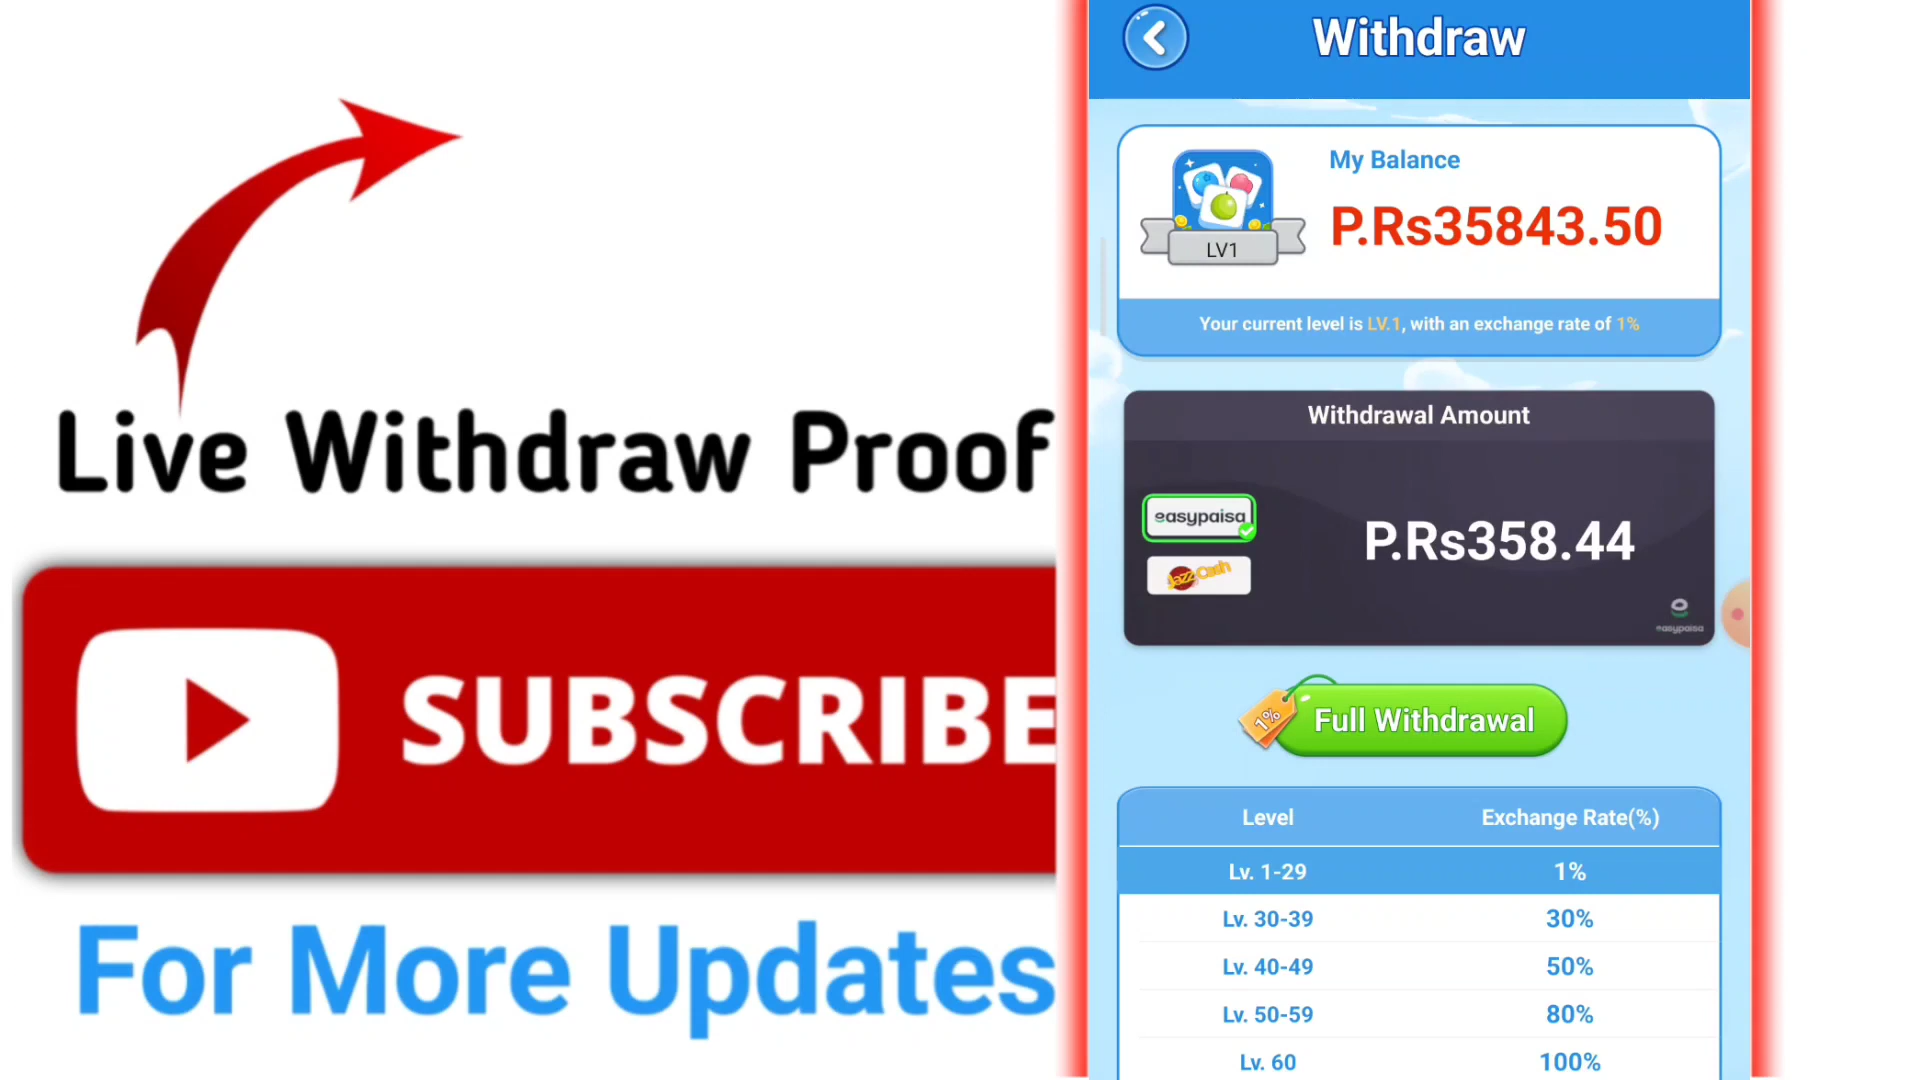 Live Withdraw Proof
SUBSCRIBE
For More Updates
Withdraw
My Balance
P.Rs35843.50
LV1
Your current level is LV.1, with an exchange rate of 1%
Withdrawal Amount
easypaisa
P.Rs358.44
JazzCash
easypaisa
1%
Full Withdrawal
Level Exchange Rate(%)
Lv. 1-29 1%
Lv. 30-39 30%
Lv. 40-49 50%
Lv. 50-59 80%
Lv. 60 100%